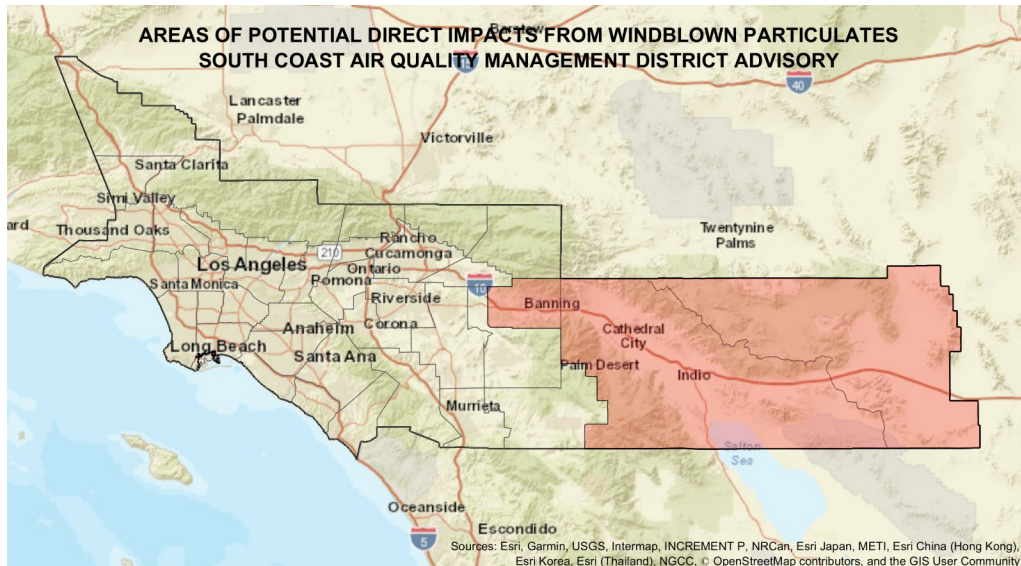 Barstow
AREAS OF POTENTIAL DIRECT IMPACTS FROM WINDBLOWN PARTICULATES
SOUTH COAST AIR QUALITY MANAGEMENT DISTRICT ADVISORY
15
40
Lancaster
Palmdale
Victorville
Santa Clarita
Simi Valley
ard
Thousand Oaks
Twentynine
Palms
210
Rancho
Cucamonga
Los Angeles
Ontario
Santa Monica
Pomona
10
Riverside
Banning
Anaheim
Corona
Cathedral
City
Long Beach
Santa Ana
Palm Desert
Indio
Murrieta
Salton
Sea
Oceanside
Escondido
5
Sources: Esri, Garmin, USGS, Intermap, INCREMENT P, NRCan, Esri Japan, METI, Esri China (Hong Kong),
Esri Korea, Esri (Thailand), NGCC, © OpenStreetMap contributors, and the GIS User Community